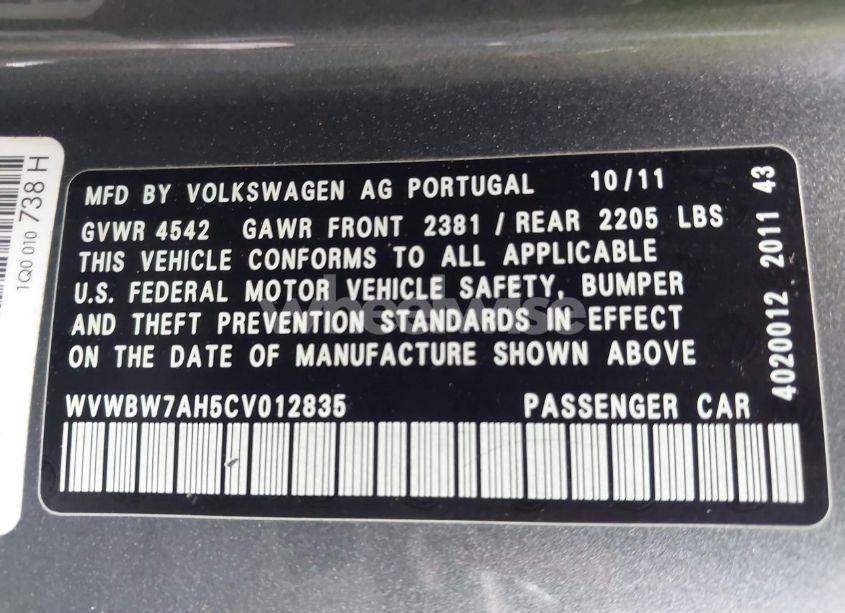 MFD BY VOLKSWAGEN AG PORTUGAL 10/11
GVWR 4542 GAWR FRONT 2381 / REAR 2205 LBS
THIS VEHICLE CONFORMS TO ALL APPLICABLE
U.S. FEDERAL MOTOR VEHICLE SAFETY, BUMPER
AND THEFT PREVENTION STANDARDS IN EFFECT
ON THE DATE OF MANUFACTURE SHOWN ABOVE
WVWBW7AH5CV012835 PASSENGER CAR
4020012 2011 43
1Q0 010 738 H
wheelwise